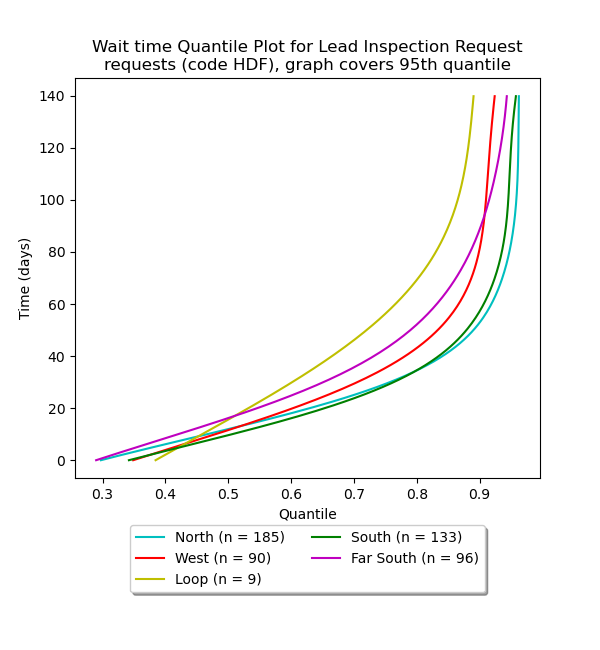 Wait time Quantile Plot for Lead Inspection Request
requests (code HDF), graph covers 95th quantile
140
120
100
80
60
40
20
0
Time (days)
0.3 0.4 0.5 0.6 0.7 0.8 0.9
Quantile
North (n = 185) South (n = 133)
West (n = 90) Far South (n = 96)
Loop (n = 9)